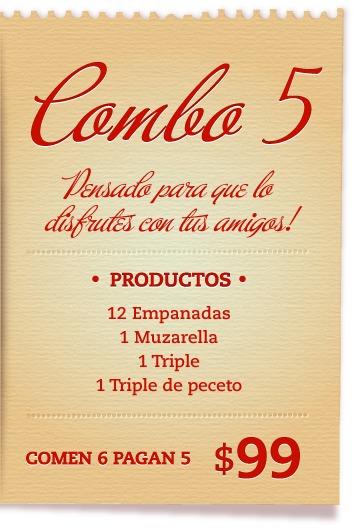 Combo 5
Pensado para que lo
disfrutes con tus amigos!
• PRODUCTOS •
12 Empanadas
1 Muzarella
1 Triple
1 Triple de peceto
COMEN 6 PAGAN 5 $99